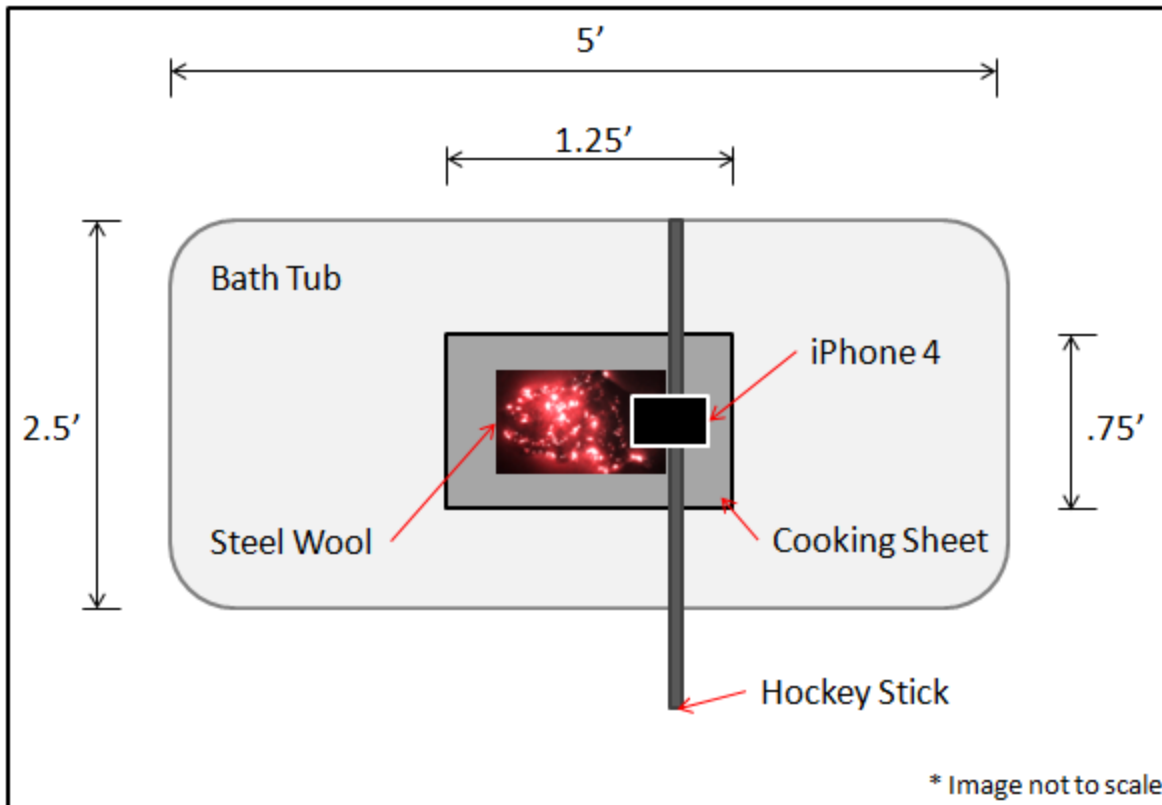 5’
1.25’
Bath Tub
iPhone 4
2.5’
.75’
Steel Wool
Cooking Sheet
Hockey Stick
* Image not to scale